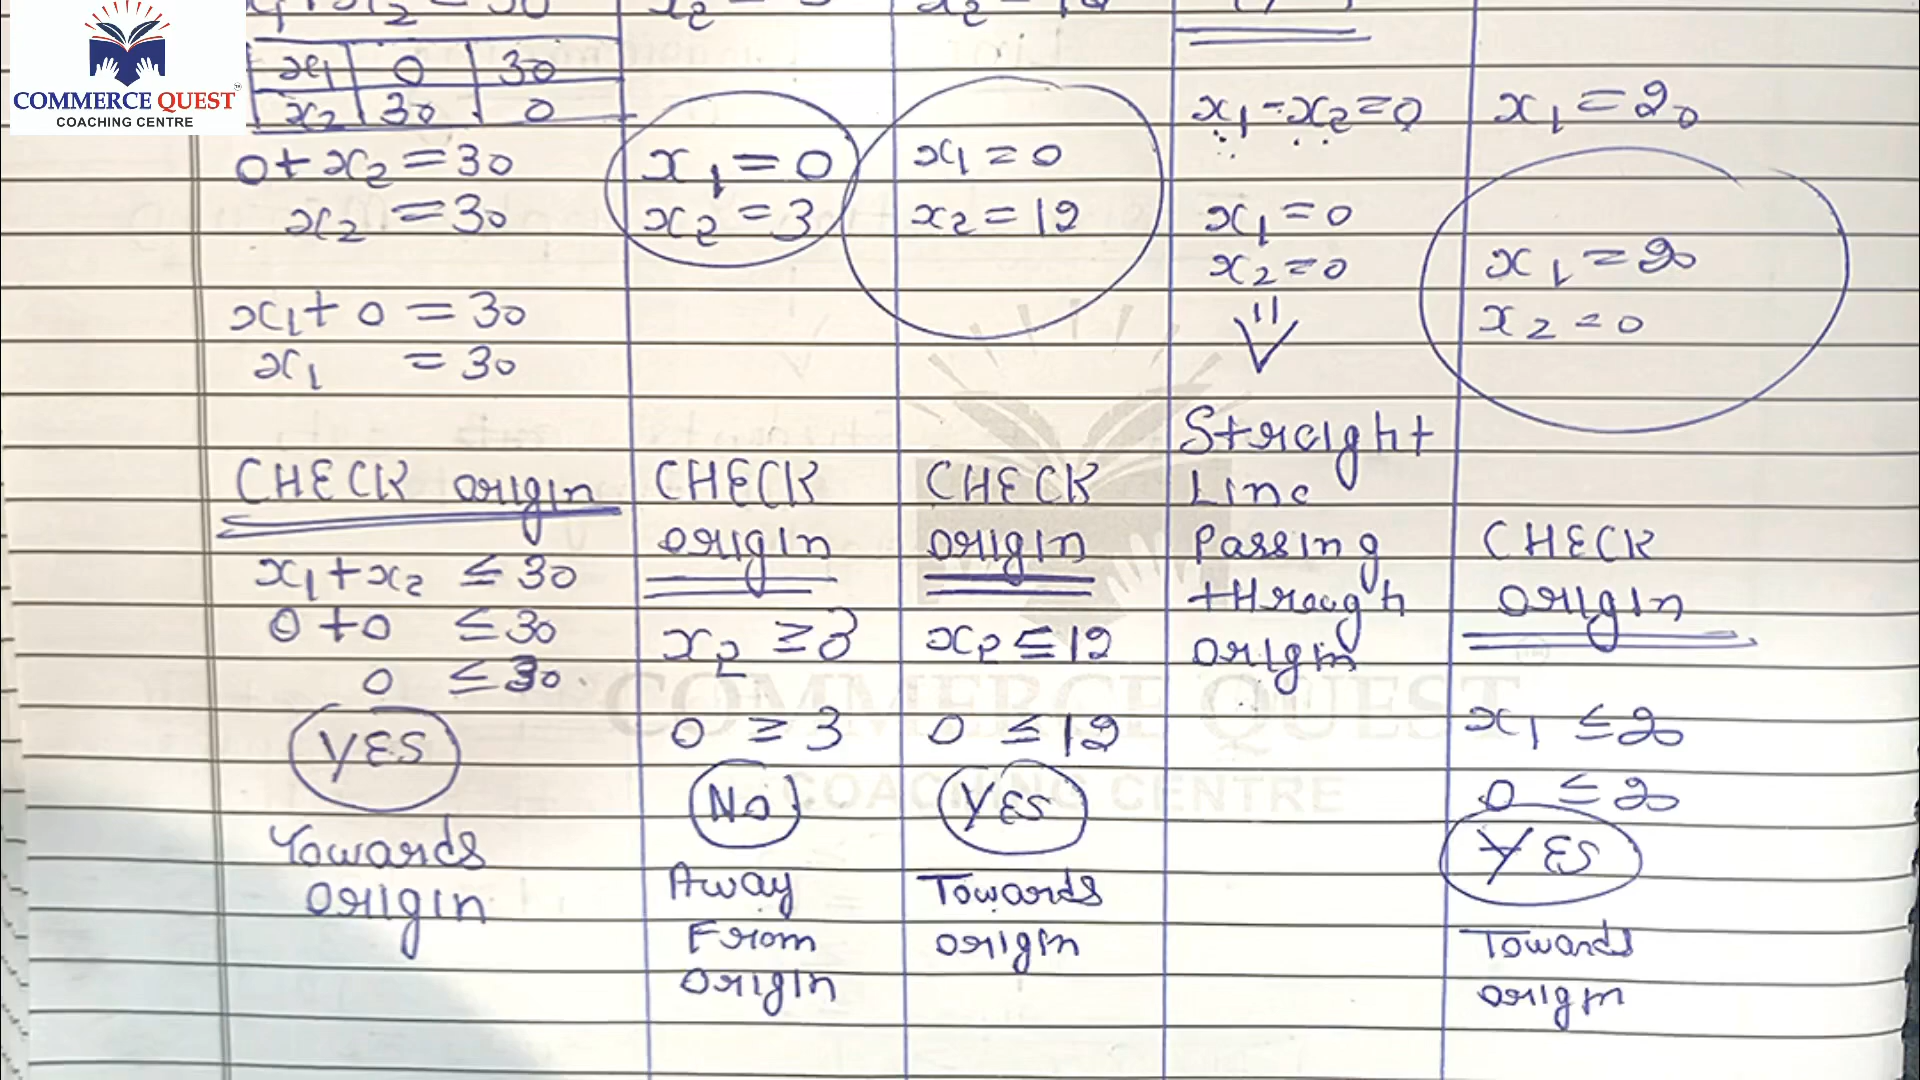 COMMERCE QUEST
COACHING CENTRE
x1 | 0 | 30
x2 | 30 | 0
0 + x2 = 30
x2 = 30
x1 + 0 = 30
x1 = 30
CHECK origin
x1 + x2 ≤ 30
0 + 0 ≤ 30
0 ≤ 30
YES
Towards
origin
x1 = 0
x2 = 3
CHECK
origin
x2 ≥ 3
0 ≥ 3
NO
Away
From
origin
x1 = 0
x2 = 12
CHECK
origin
x2 ≤ 12
0 ≤ 12
YES
Towards
origin
x1 - x2 = 0
x1 = 0
x2 = 0
Straight
Line
Passing
through
origin
x1 = 20
x1 = 20
x2 = 0
CHECK
origin
x1 ≤ 20
0 ≤ 20
YES
Towards
origin
COMMERCE QUEST
COACHING CENTRE